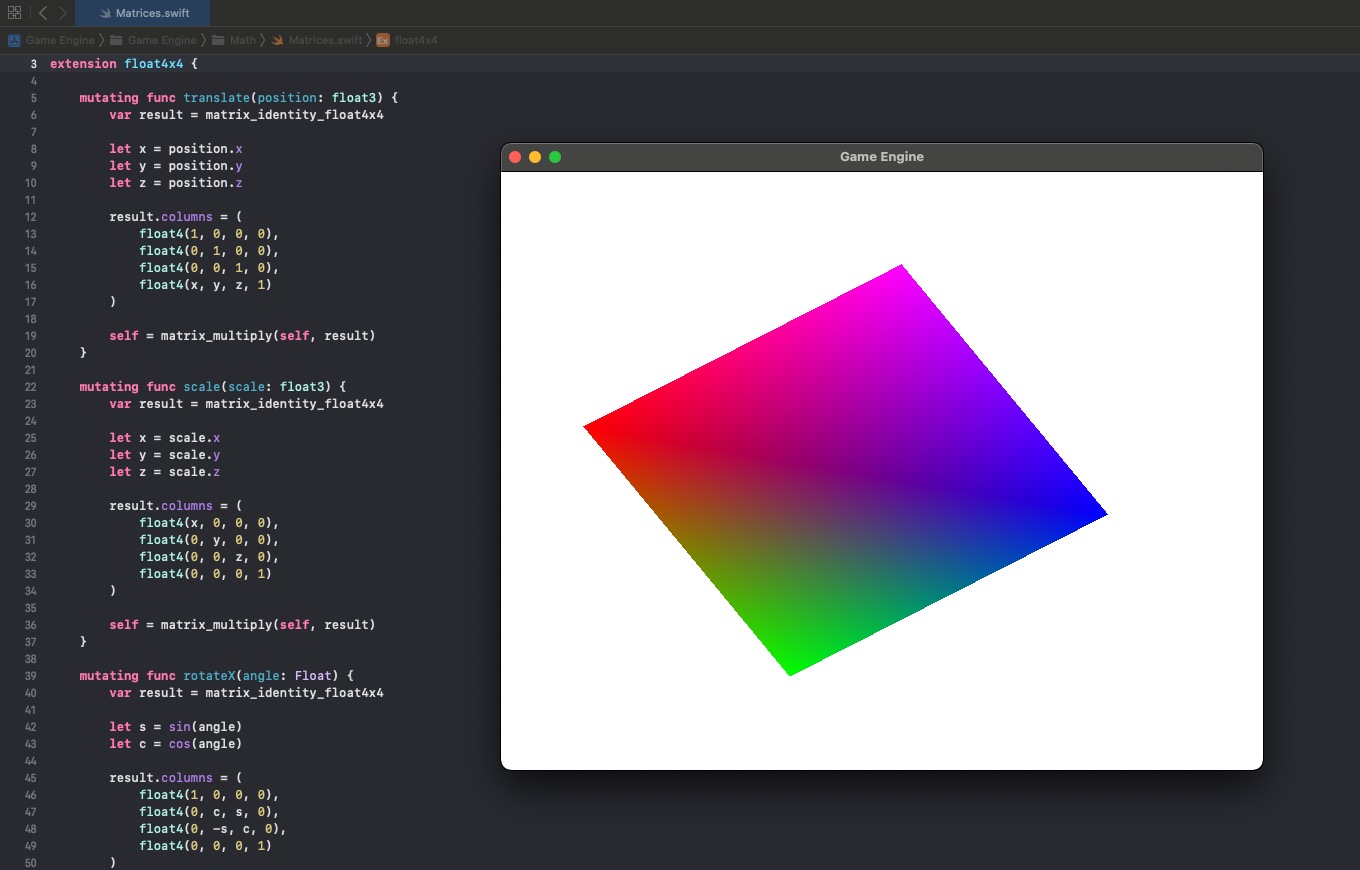 Matrices.swift
Game Engine Game Engine Math Matrices.swift Ex float4x4
3 extension float4x4 {
4
5 mutating func translate(position: float3) {
6 var result = matrix_identity_float4x4
7
8 let x = position.x
9 let y = position.y
10 let z = position.z
11
12 result.columns = (
13 float4(1, 0, 0, 0),
14 float4(0, 1, 0, 0),
15 float4(0, 0, 1, 0),
16 float4(x, y, z, 1)
17 )
18
19 self = matrix_multiply(self, result)
20 }
21
22 mutating func scale(scale: float3) {
23 var result = matrix_identity_float4x4
24
25 let x = scale.x
26 let y = scale.y
27 let z = scale.z
28
29 result.columns = (
30 float4(x, 0, 0, 0),
31 float4(0, y, 0, 0),
32 float4(0, 0, z, 0),
33 float4(0, 0, 0, 1)
34 )
35
36 self = matrix_multiply(self, result)
37 }
38
39 mutating func rotateX(angle: Float) {
40 var result = matrix_identity_float4x4
41
42 let s = sin(angle)
43 let c = cos(angle)
44
45 result.columns = (
46 float4(1, 0, 0, 0),
47 float4(0, c, s, 0),
48 float4(0, -s, c, 0),
49 float4(0, 0, 0, 1)
50 )
Game Engine